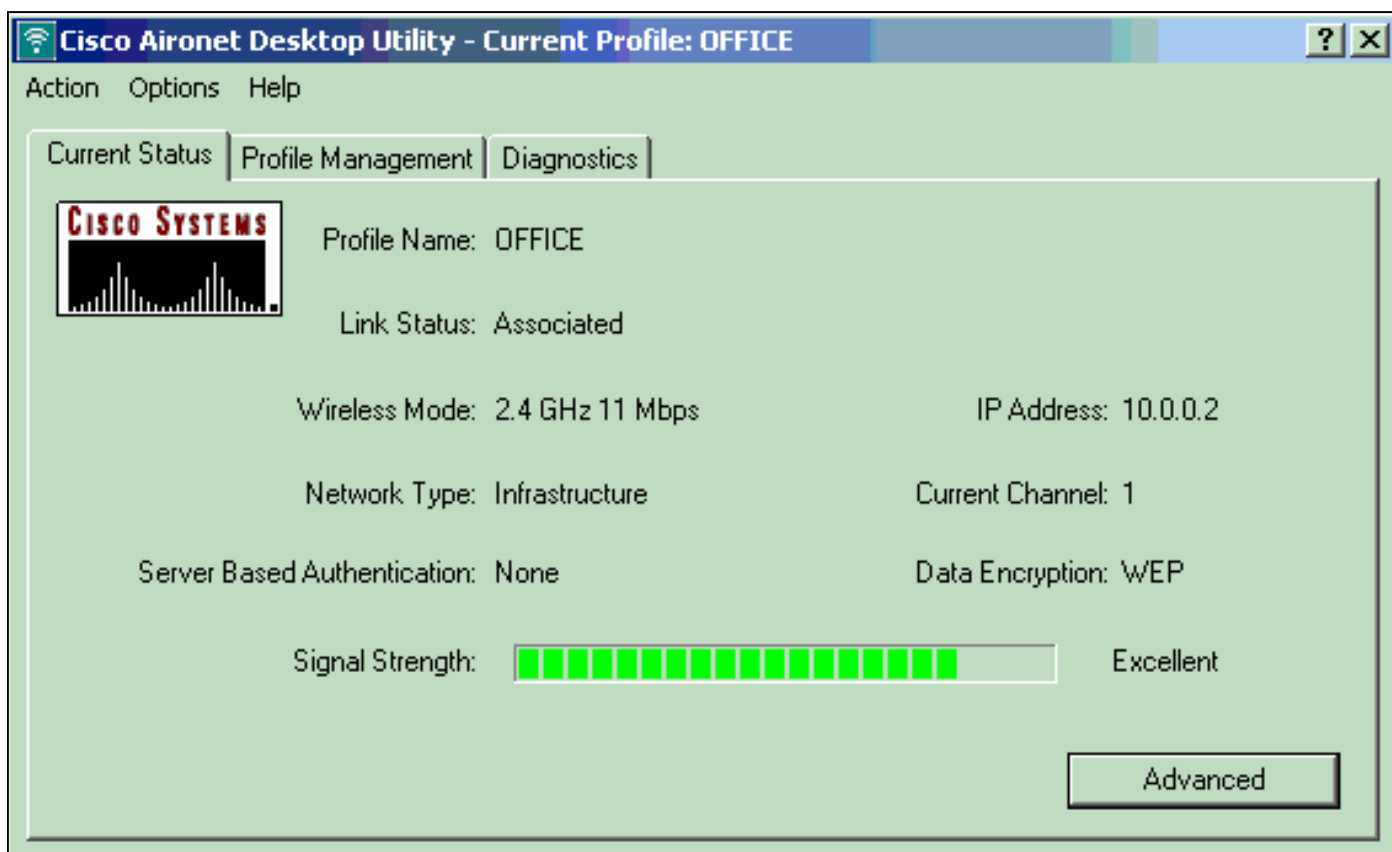 Cisco Aironet Desktop Utility - Current Profile: OFFICE
Action Options Help
Current Status Profile Management Diagnostics
CISCO SYSTEMS
Profile Name: OFFICE
Link Status: Associated
Wireless Mode: 2.4 GHz 11 Mbps IP Address: 10.0.0.2
Network Type: Infrastructure Current Channel: 1
Server Based Authentication: None Data Encryption: WEP
Signal Strength: Excellent
Advanced